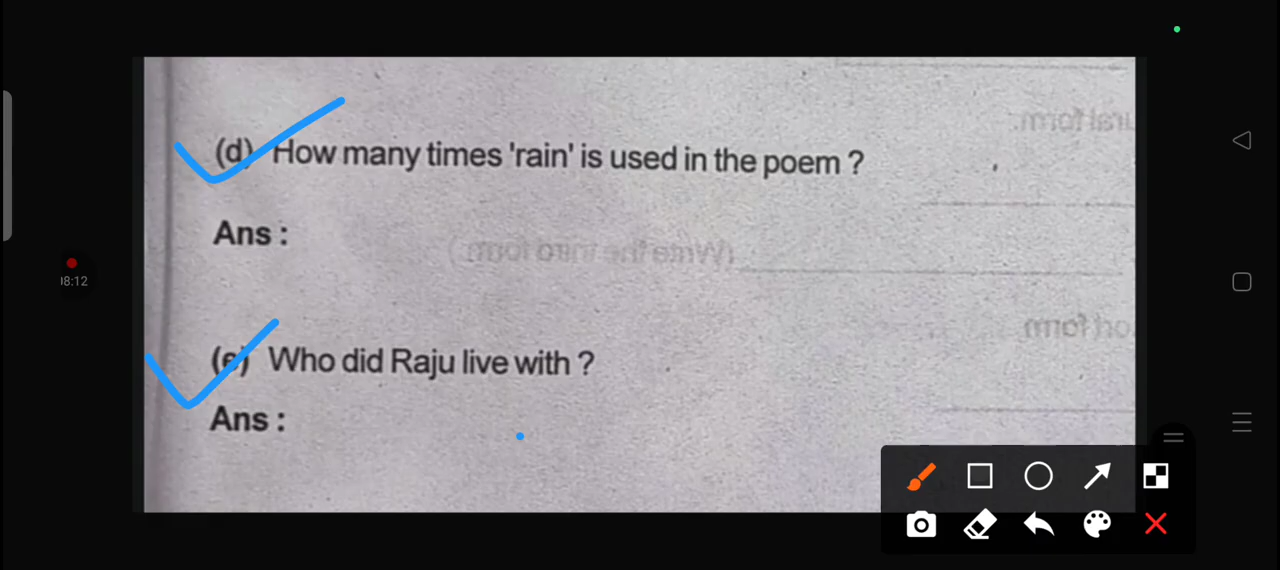 (d) How many times 'rain' is used in the poem ?
Ans :
(e) Who did Raju live with ?
Ans :